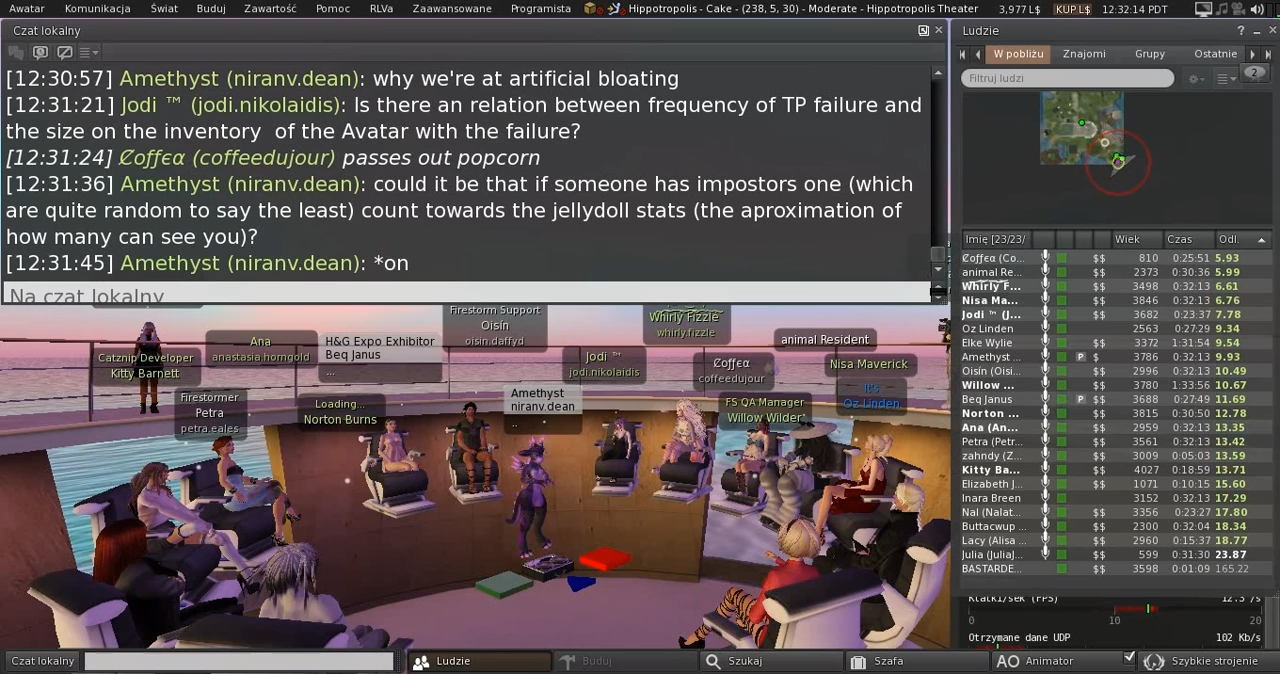 Awatar Komunikacja Świat Buduj Zawartość Pomoc RLVa Zaawansowane Programista Hippotropolis - Cake - (238, 5, 30) - Moderate - Hippotropolis Theater 3,977 L$ KUP L$ 12:32:14 PDT
Czat lokalny
[12:30:57] Amethyst (niranv.dean): why we're at artificial bloating
[12:31:21] Jodi ™ (jodi.nikolaidis): Is there an relation between frequency of TP failure and
the size on the inventory of the Avatar with the failure?
[12:31:24] Ȼσffєα (coffeedujour) passes out popcorn
[12:31:36] Amethyst (niranv.dean): could it be that if someone has impostors one (which
are quite random to say the least) count towards the jellydoll stats (the aproximation of
how many can see you)?
[12:31:45] Amethyst (niranv.dean): *on
Na czat lokalny
Ludzie
W pobliżu Znajomi Grupy Ostatnie
Filtruj ludzi
2
Imię [23/23/ Wiek Czas Odl.
Ȼσffєα (Co... $$ 810 0:25:51 5.93
animal Re... $$ 2373 0:30:36 5.99
Whirly F... $$ 3498 0:32:13 6.61
Nisa Ma... $$ 3846 0:32:13 6.76
Jodi ™ (J... $$ 3682 0:23:37 7.78
Oz Linden 2563 0:27:29 9.34
Elke Wylie $$ 3372 1:31:54 9.54
Amethyst ... P $ 3786 0:32:13 9.93
Oisín (Oisi... $$ 2996 0:32:13 10.49
Willow ... $$ 3780 1:33:56 10.67
Beq Janus P $$ 3688 0:27:49 11.69
Norton ... $$ 3815 0:30:50 12.78
Ana (An... $$ 2959 0:32:13 13.35
Petra (Petr... $$ 3561 0:32:13 13.42
zahndy (Z... $$ 3009 0:05:03 13.59
Kitty Ba... $$ 4027 0:18:59 13.71
Elizabeth J... $$ 1071 0:10:15 15.60
Inara Breen 3152 0:32:13 17.29
Nal (Nalat... $$ 3356 0:23:27 17.80
Buttacwup ... $$ 2300 0:32:04 18.34
Lacy (Alisa ... $$ 2960 0:15:37 18.77
Julia (JuliaJ... $$ 599 0:31:30 23.87
BASTARDE... $$ 3598 0:01:09 165.22
Klatki/sek (FPS) 12.3 /s
0 10 20
Otrzymane dane UDP 102 Kb/s
Catznip Developer
Kitty Barnett
Ana
anastasia.horngold
H&G Expo Exhibitor
Beq Janus
...
Firestorm Support
Oisín
oisin.daffyd
Whirly Fizzle
whirly.fizzle
Jodi ™
jodi.nikolaidis
animal Resident
Ȼσffєα
coffeedujour
Nisa Maverick
It's
Oz Linden
Firestormer
Petra
petra.eales
Loading...
Norton Burns
Amethyst
niranv.dean
..
FS QA Manager
Willow Wilder
Czat lokalny Ludzie Buduj Szukaj Szafa AO Animator Szybkie strojenie